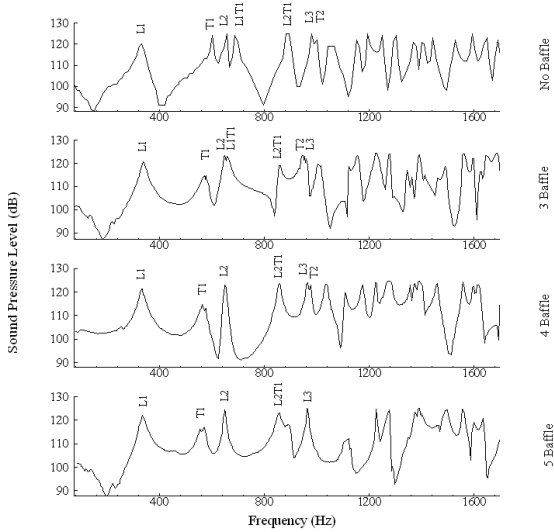 L1 T1 L2 L1T1 L2T1 L3 T2
130
120
110
100
90
400 800 1200 1600
No Baffle
L1 T1 L2 L1T1 L2T1 T2 L3
130
120
110
100
90
400 800 1200 1600
3 Baffle
L1 T1 L2 L2T1 L3 T2
130
120
110
100
90
400 800 1200 1600
4 Baffle
L1 T1 L2 L2T1 L3
130
120
110
100
90
400 800 1200 1600
5 Baffle
Sound Pressure Level (dB)
Frequency (Hz)